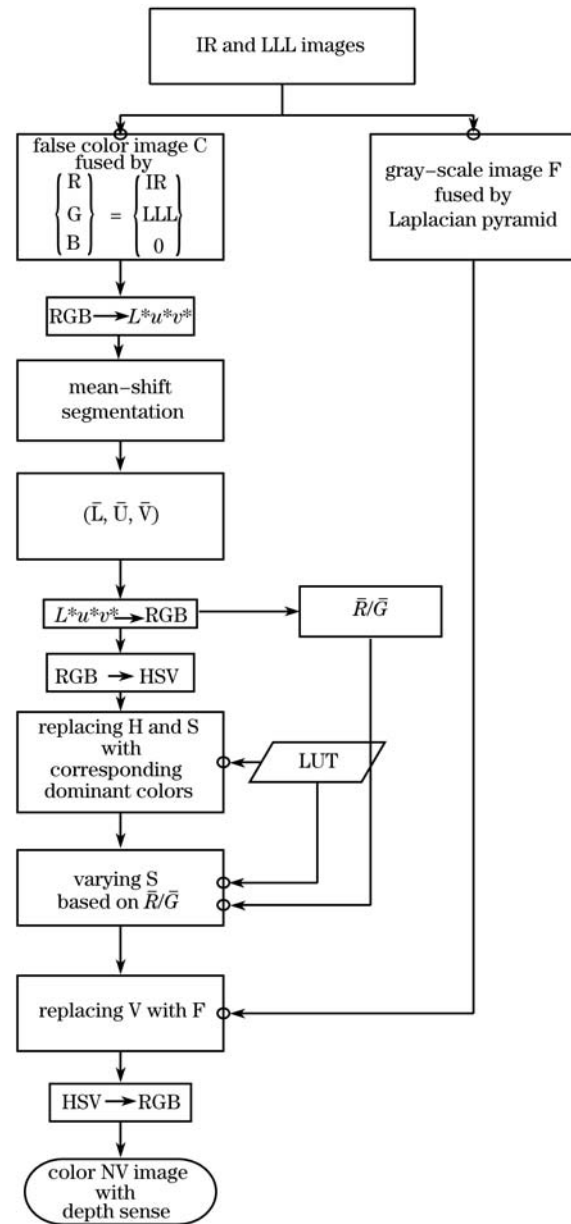 IR and LLL images
false color image C
fused by
R IR
G = LLL
B 0
gray-scale image F
fused by
Laplacian pyramid
RGB → L*u*v*
mean-shift
segmentation
(L̄, Ū, V̄)
L*u*v* → RGB
R̄/Ḡ
RGB → HSV
replacing H and S
with
corresponding
dominant colors
LUT
varying S
based on R̄/Ḡ
replacing V with F
HSV → RGB
color NV image
with
depth sense